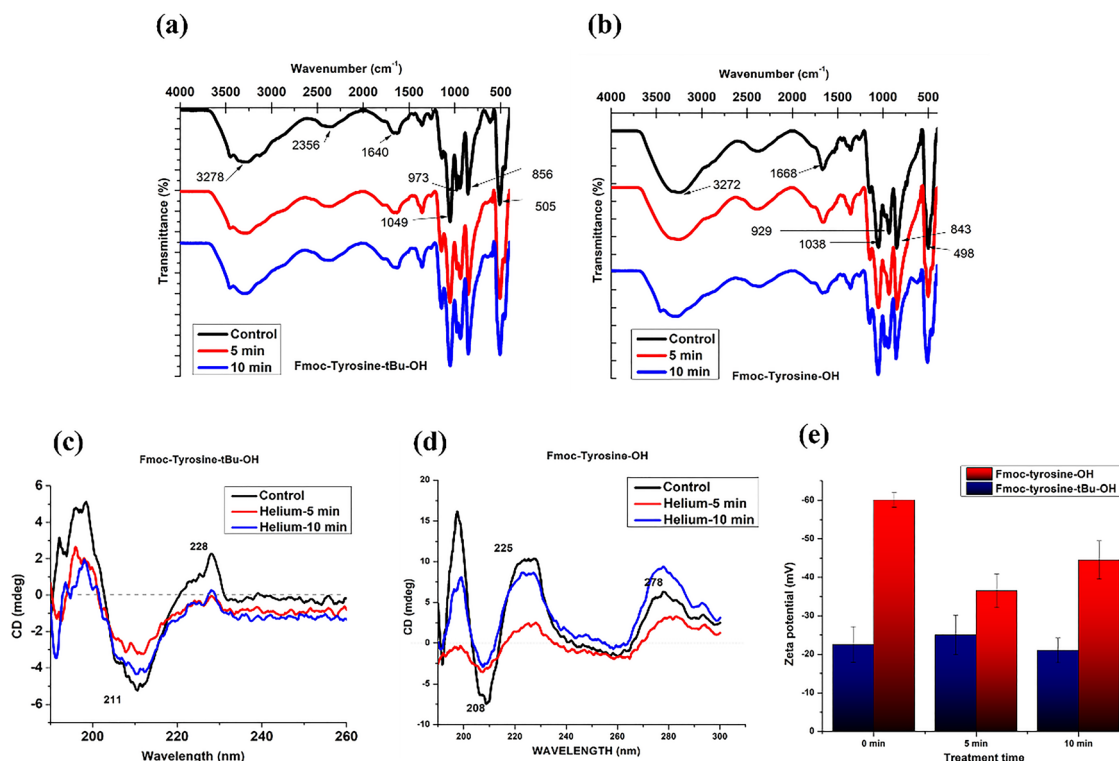 (a)
Wavenumber (cm-1)
4000 3500 3000 2500 2000 1500 1000 500
Transmittance (%)
3278
2356
1640
973
1049
856
505
Control
5 min
10 min
Fmoc-Tyrosine-tBu-OH
(b)
Wavenumber (cm-1)
4000 3500 3000 2500 2000 1500 1000 500
Transmittance (%)
3272
1668
929
1038
843
498
Control
5 min
10 min
Fmoc-Tyrosine-OH
(c)
Fmoc-Tyrosine-tBu-OH
CD (mdeg)
6
4
2
0
-2
-4
-6
Control
Helium-5 min
Helium-10 min
228
211
200 220 240 260
Wavelength (nm)
(d)
Fmoc-Tyrosine-OH
CD (mdeg)
25
20
15
10
5
0
-5
-10
Control
Helium-5 min
Helium-10 min
225
278
208
200 225 250 275 300
WAVELENGTH (nm)
(e)
Fmoc-tyrosine-OH
Fmoc-tyrosine-tBu-OH
Zeta potential (mV)
-60
-50
-40
-30
-20
-10
0
0 min 5 min 10 min
Treatment time